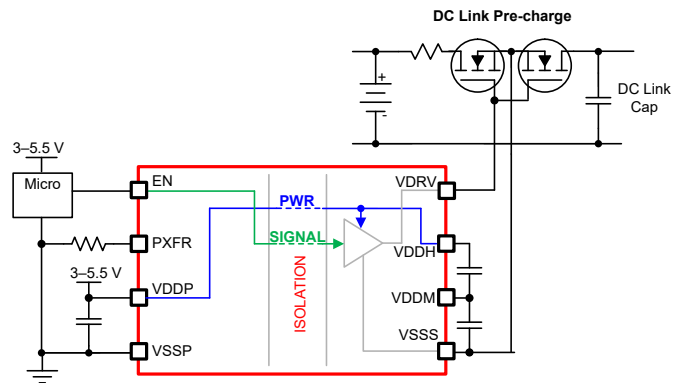 DC Link Pre-charge
+
-
DC Link
Cap
3–5.5 V
Micro
EN
PXFR
3–5.5 V
VDDP
VSSP
PWR
SIGNAL
ISOLATION
VDRV
VDDH
VDDM
VSSS